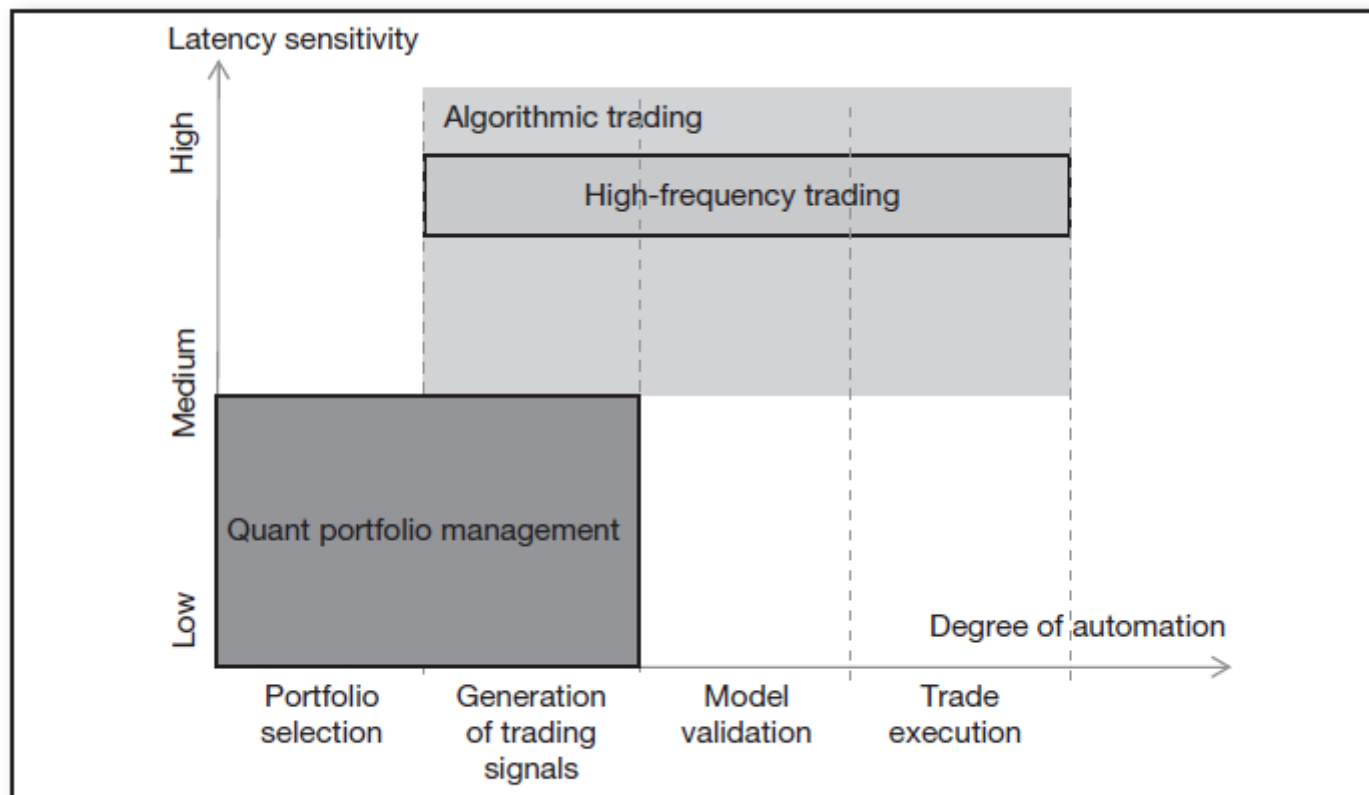 Latency sensitivity
High
Medium
Low
Algorithmic trading
High-frequency trading
Quant portfolio management
Degree of automation
Portfolio
selection
Generation
of trading
signals
Model
validation
Trade
execution